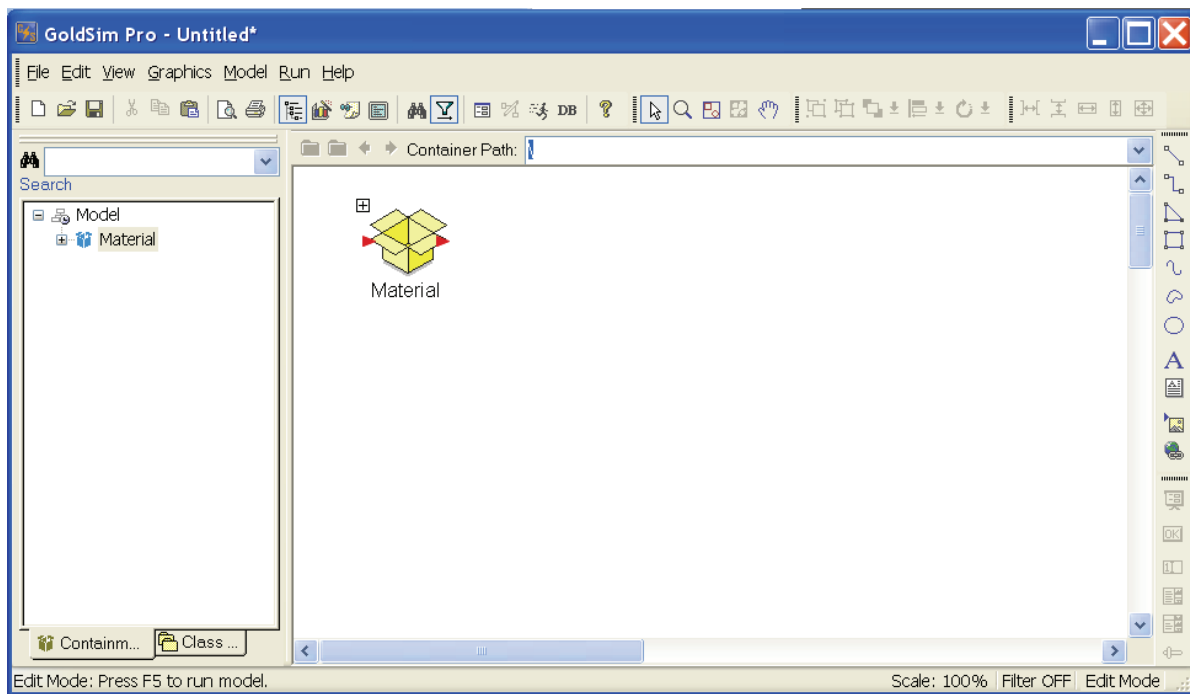 GoldSim Pro - Untitled*
File Edit View Graphics Model Run Help
DB
Container Path: \
Search
Model
Material
Material
A
OK
Containm... Class ...
Edit Mode: Press F5 to run model. Scale: 100% Filter OFF Edit Mode